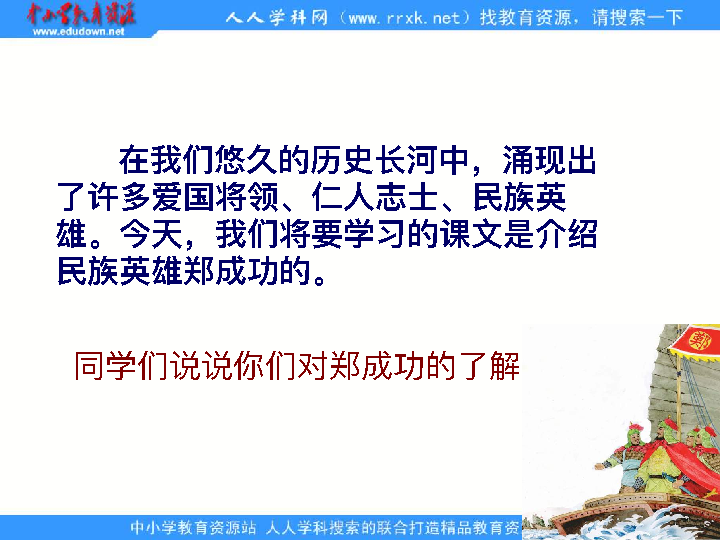 中小学教育资源
www.edudown.net
人人学科网（www.rrxk.net）找教育资源，请搜索一下
在我们悠久的历史长河中，涌现出
了许多爱国将领、仁人志士、民族英
雄。今天，我们将要学习的课文是介绍
民族英雄郑成功的。
同学们说说你们对郑成功的了解
中小学教育资源站 人人学科搜索的联合打造精品教育资